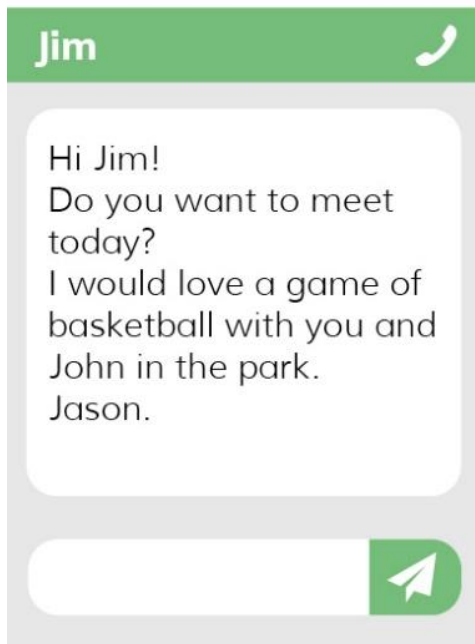 Jim
Hi Jim!
Do you want to meet
today?
I would love a game of
basketball with you and
John in the park.
Jason.